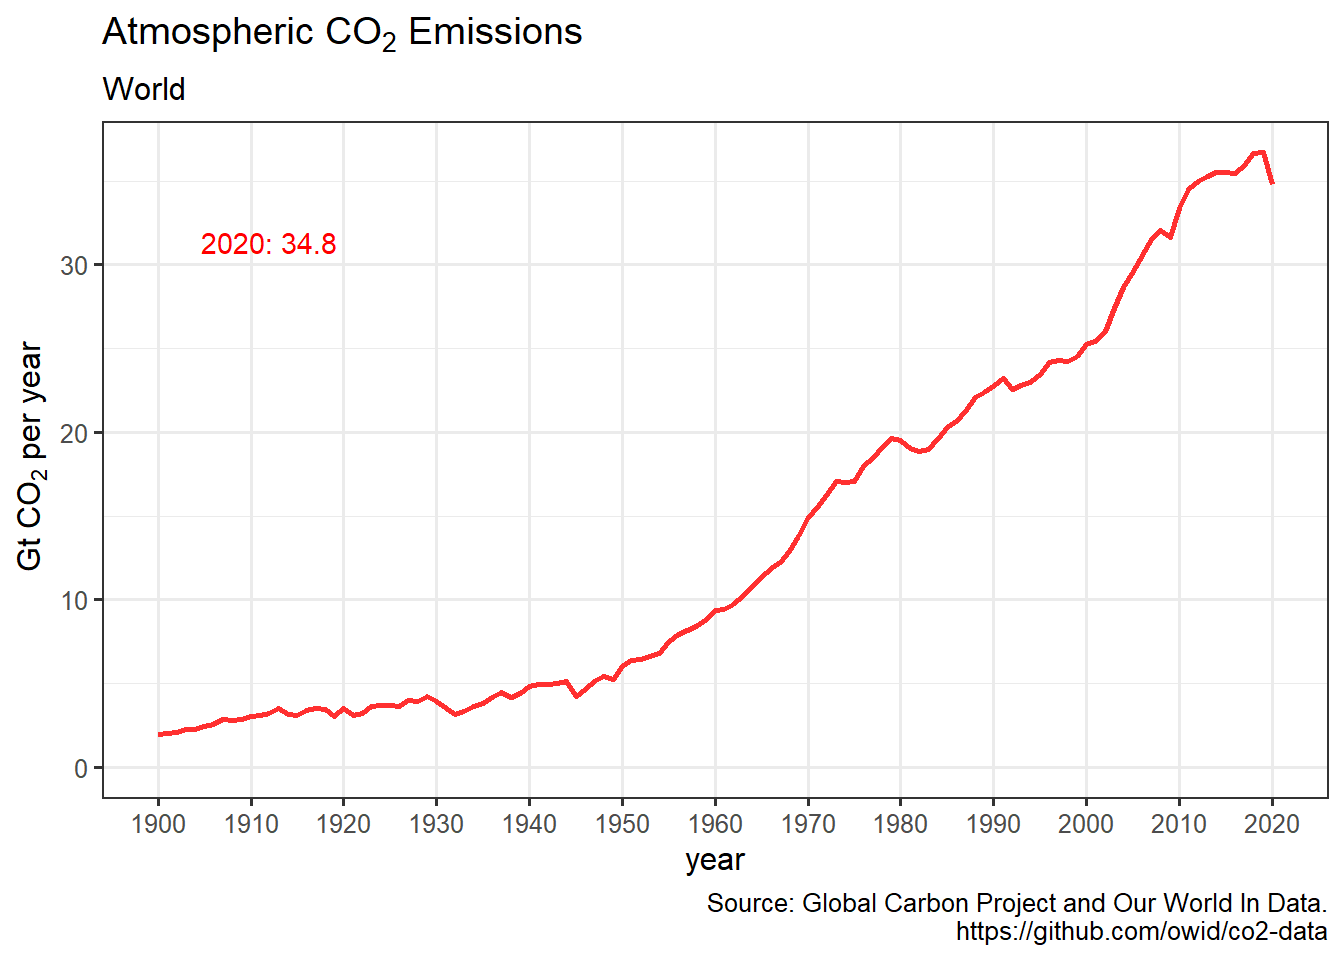 Atmospheric CO₂ Emissions
World
2020: 34.8
30
20
10
0
Gt CO₂ per year
1900 1910 1920 1930 1940 1950 1960 1970 1980 1990 2000 2010 2020
year
Source: Global Carbon Project and Our World In Data.
https://github.com/owid/co2-data